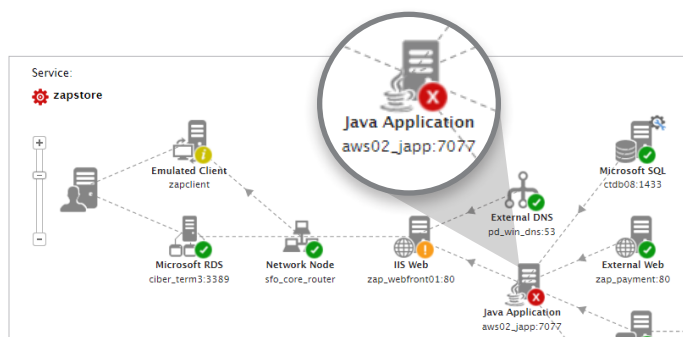 Service:
zapstore
Java Application
aws02_japp:7077
Emulated Client
zapclient
Microsoft SQL
ctdb08:1433
External DNS
pd_win_dns:53
Microsoft RDS
ciber_term3:3389
Network Node
sfo_core_router
IIS Web
zap_webfront01:80
External Web
zap_payment:80
Java Application
aws02_japp:7077